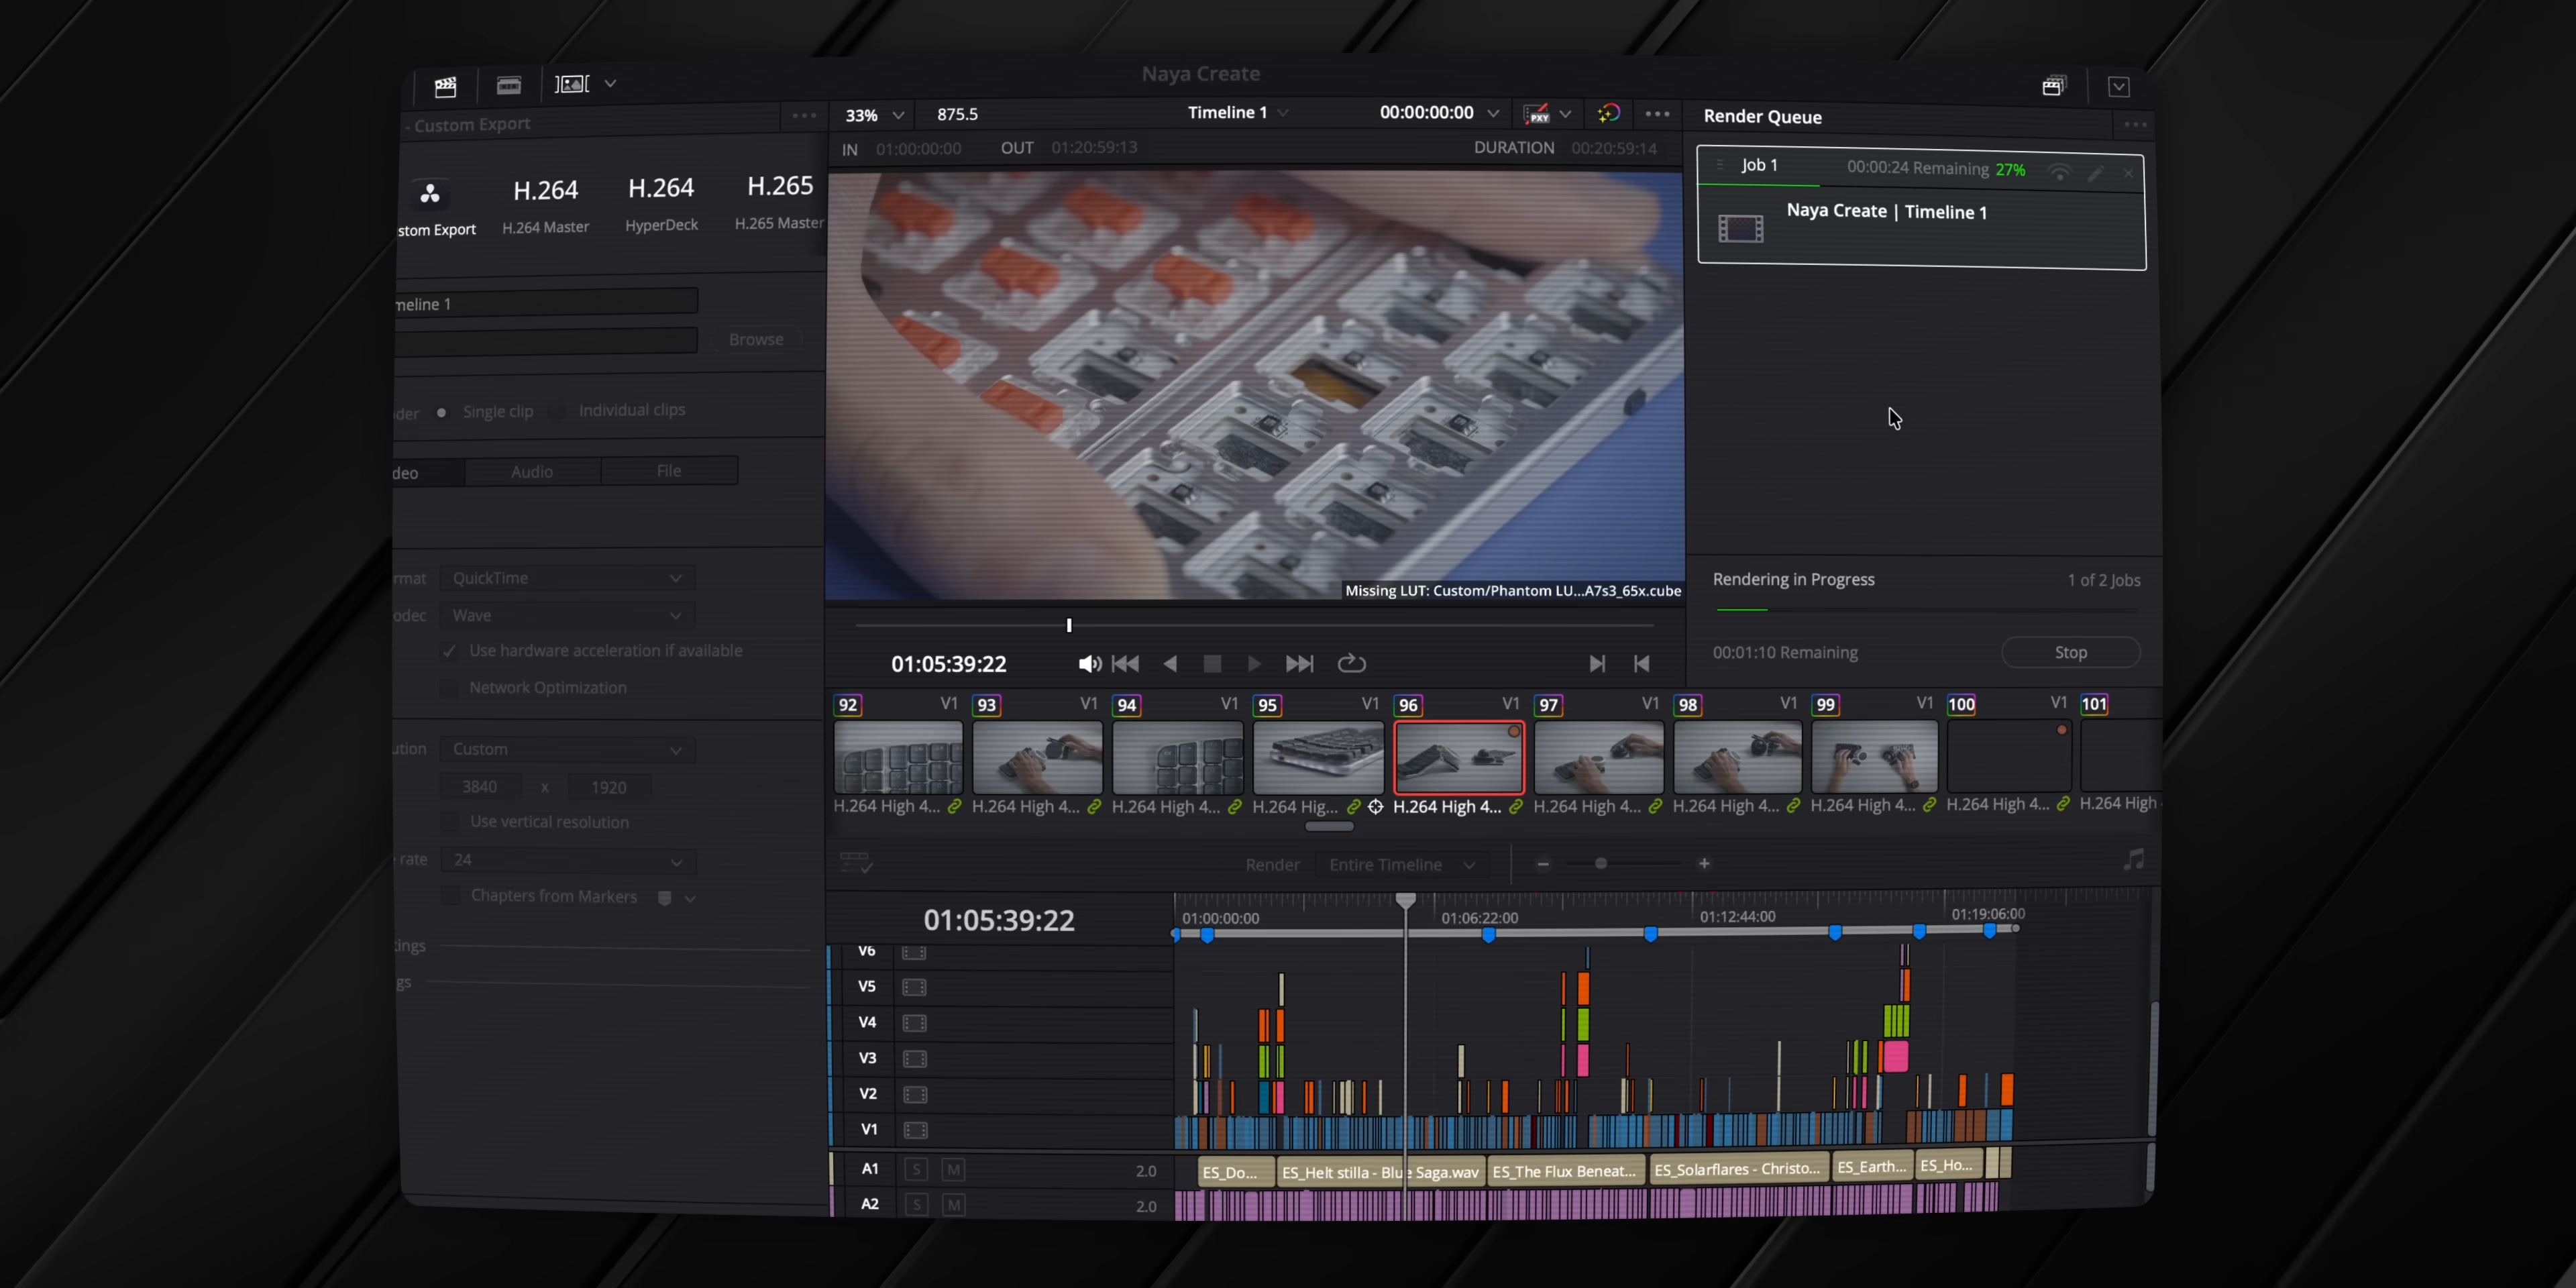 Naya Create
- Custom Export
33% 875.5 Timeline 1 00:00:00:00 PXY
IN 01:00:00:00 OUT 01:20:59:13 DURATION 00:20:59:14
stom Export
H.264
H.264 Master
H.264
HyperDeck
H.265
H.265 Master
meline 1
Browse
der Single clip Individual clips
deo Audio File
rmat QuickTime
odec Wave
Use hardware acceleration if available
Network Optimization
ution Custom
3840 x 1920
Use vertical resolution
rate 24
Chapters from Markers
ings
gs
Missing LUT: Custom/Phantom LU...A7s3_65x.cube
01:05:39:22
Render Queue
Job 1 00:00:24 Remaining 27%
Naya Create | Timeline 1
Rendering in Progress 1 of 2 Jobs
00:01:10 Remaining Stop
92 V1 93 V1 94 V1 95 V1 96 V1 97 V1 98 V1 99 V1 100 V1 101
H.264 High 4... H.264 High 4... H.264 High 4... H.264 Hig... H.264 High 4... H.264 High 4... H.264 High 4... H.264 High 4... H.264 High 4... H.264 High
Render Entire Timeline
01:05:39:22
01:00:00:00 01:06:22:00 01:12:44:00 01:19:06:00
V6
V5
V4
V3
V2
V1
A1 S M 2.0 ES_Do... ES_Helt stilla - Blue Saga.wav ES_The Flux Beneat... ES_Solarflares - Christo... ES_Earth... ES_Ho...
A2 S M 2.0